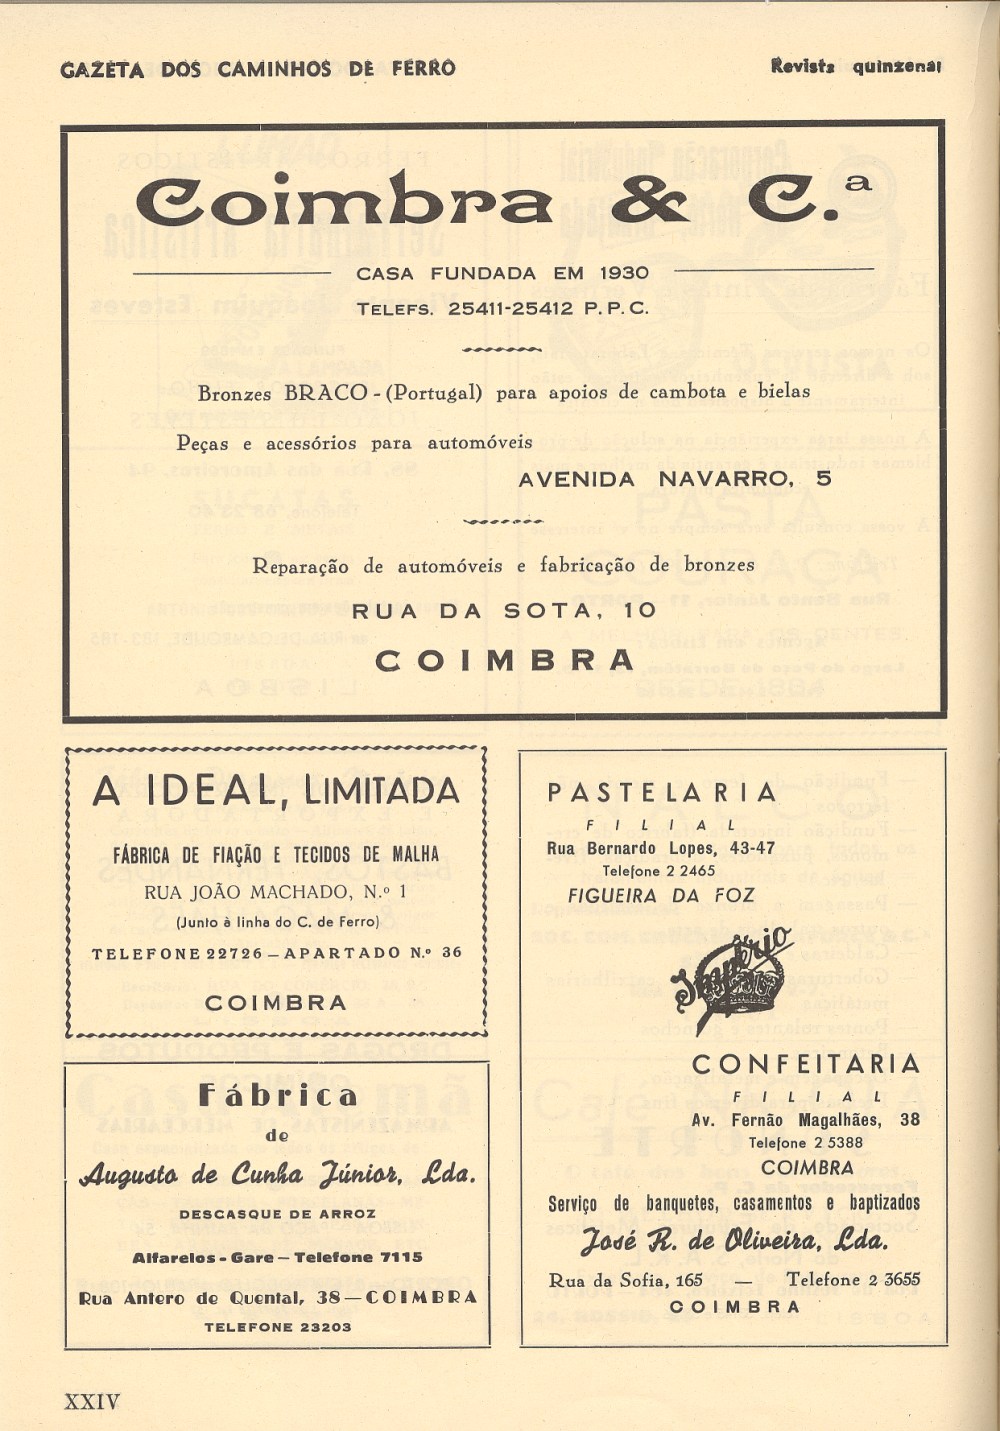 GAZETA DOS CAMINHOS DE FERRO
Revista quinzenal
Coimbra & C.ª
CASA FUNDADA EM 1930
TELEFS. 25411-25412 P.P.C.
Bronzes BRACO - (Portugal) para apoios de cambota e bielas
Peças e acessórios para automóveis
AVENIDA NAVARRO, 5
Reparação de automóveis e fabricação de bronzes
RUA DA SOTA, 10
COIMBRA
A IDEAL, LIMITADA
FÁBRICA DE FIAÇÃO E TECIDOS DE MALHA
RUA JOÃO MACHADO, N.º 1
(Junto à linha do C. de Ferro)
TELEFONE 22726 — APARTADO N.º 36
COIMBRA
Fábrica
de
Augusto de Cunha Júnior, Lda.
DESCASQUE DE ARROZ
Alfarelos - Gare — Telefone 7115
Rua Antero de Quental, 38 — COIMBRA
TELEFONE 23203
PASTELARIA
FILIAL
Rua Bernardo Lopes, 43-47
Telefone 2 2465
FIGUEIRA DA FOZ
Império
CONFEITARIA
FILIAL
Av. Fernão Magalhães, 38
Telefone 2 5388
COIMBRA
Serviço de banquetes, casamentos e baptizados
José R. de Oliveira, Lda.
Rua da Sofia, 165 — Telefone 2 3655
COIMBRA
XXIV